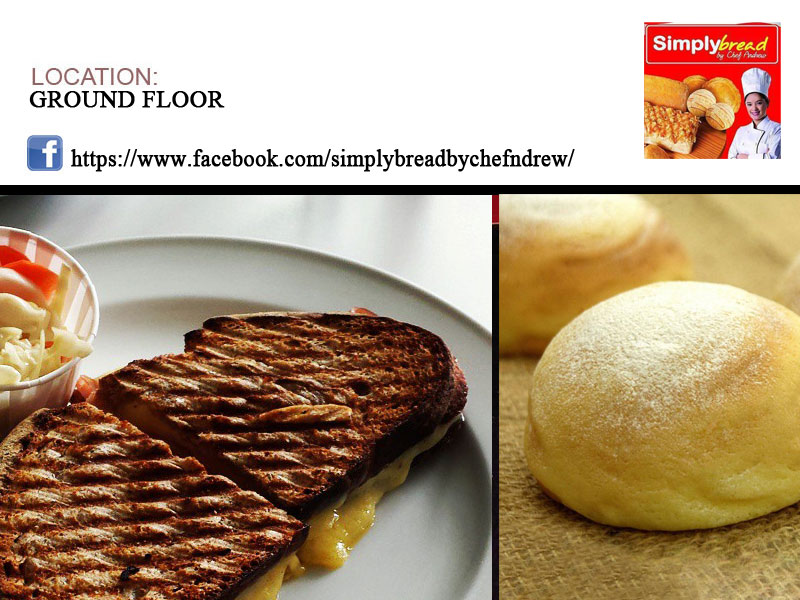 LOCATION:
GROUND FLOOR
https://www.facebook.com/simplybreadbychefndrew/
Simplybread
by Chef Andrew